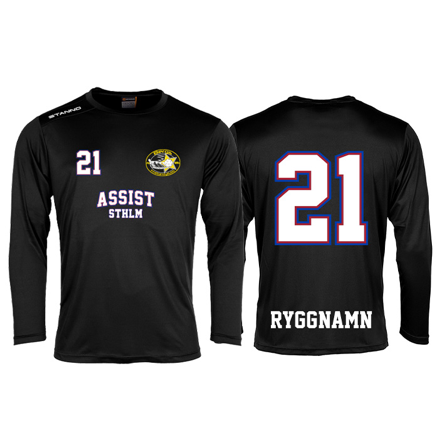 STANNO
21
ASSIST
STHLM
21
RYGGNAMN